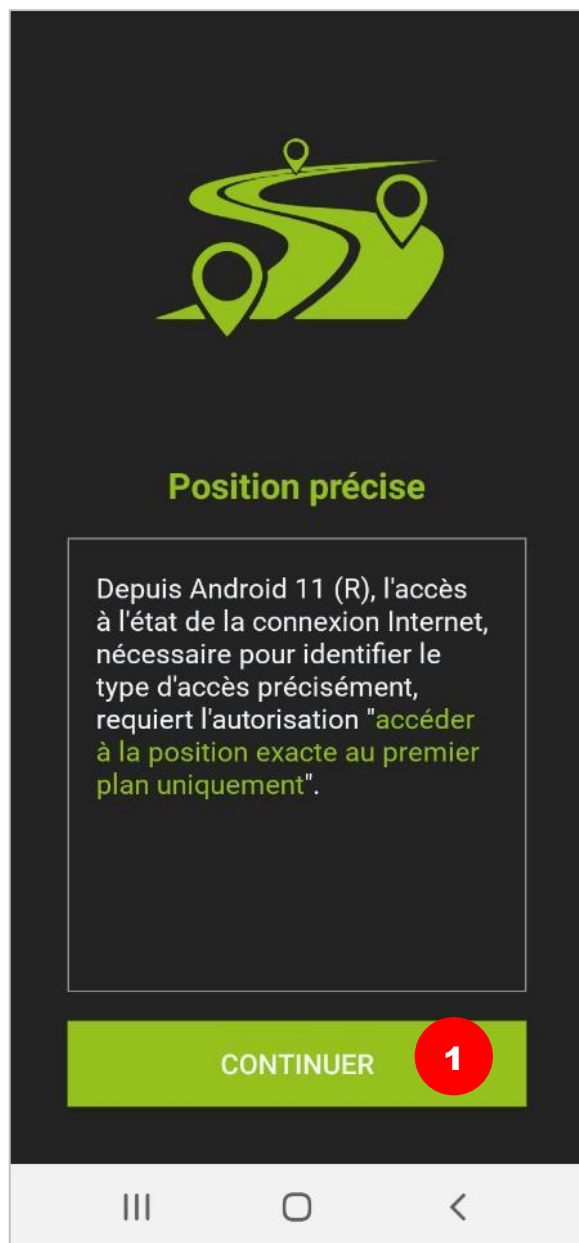 Position précise
Depuis Android 11 (R), l'accès
à l'état de la connexion Internet,
nécessaire pour identifier le
type d'accès précisément,
requiert l'autorisation "accéder
à la position exacte au premier
plan uniquement".
CONTINUER
1